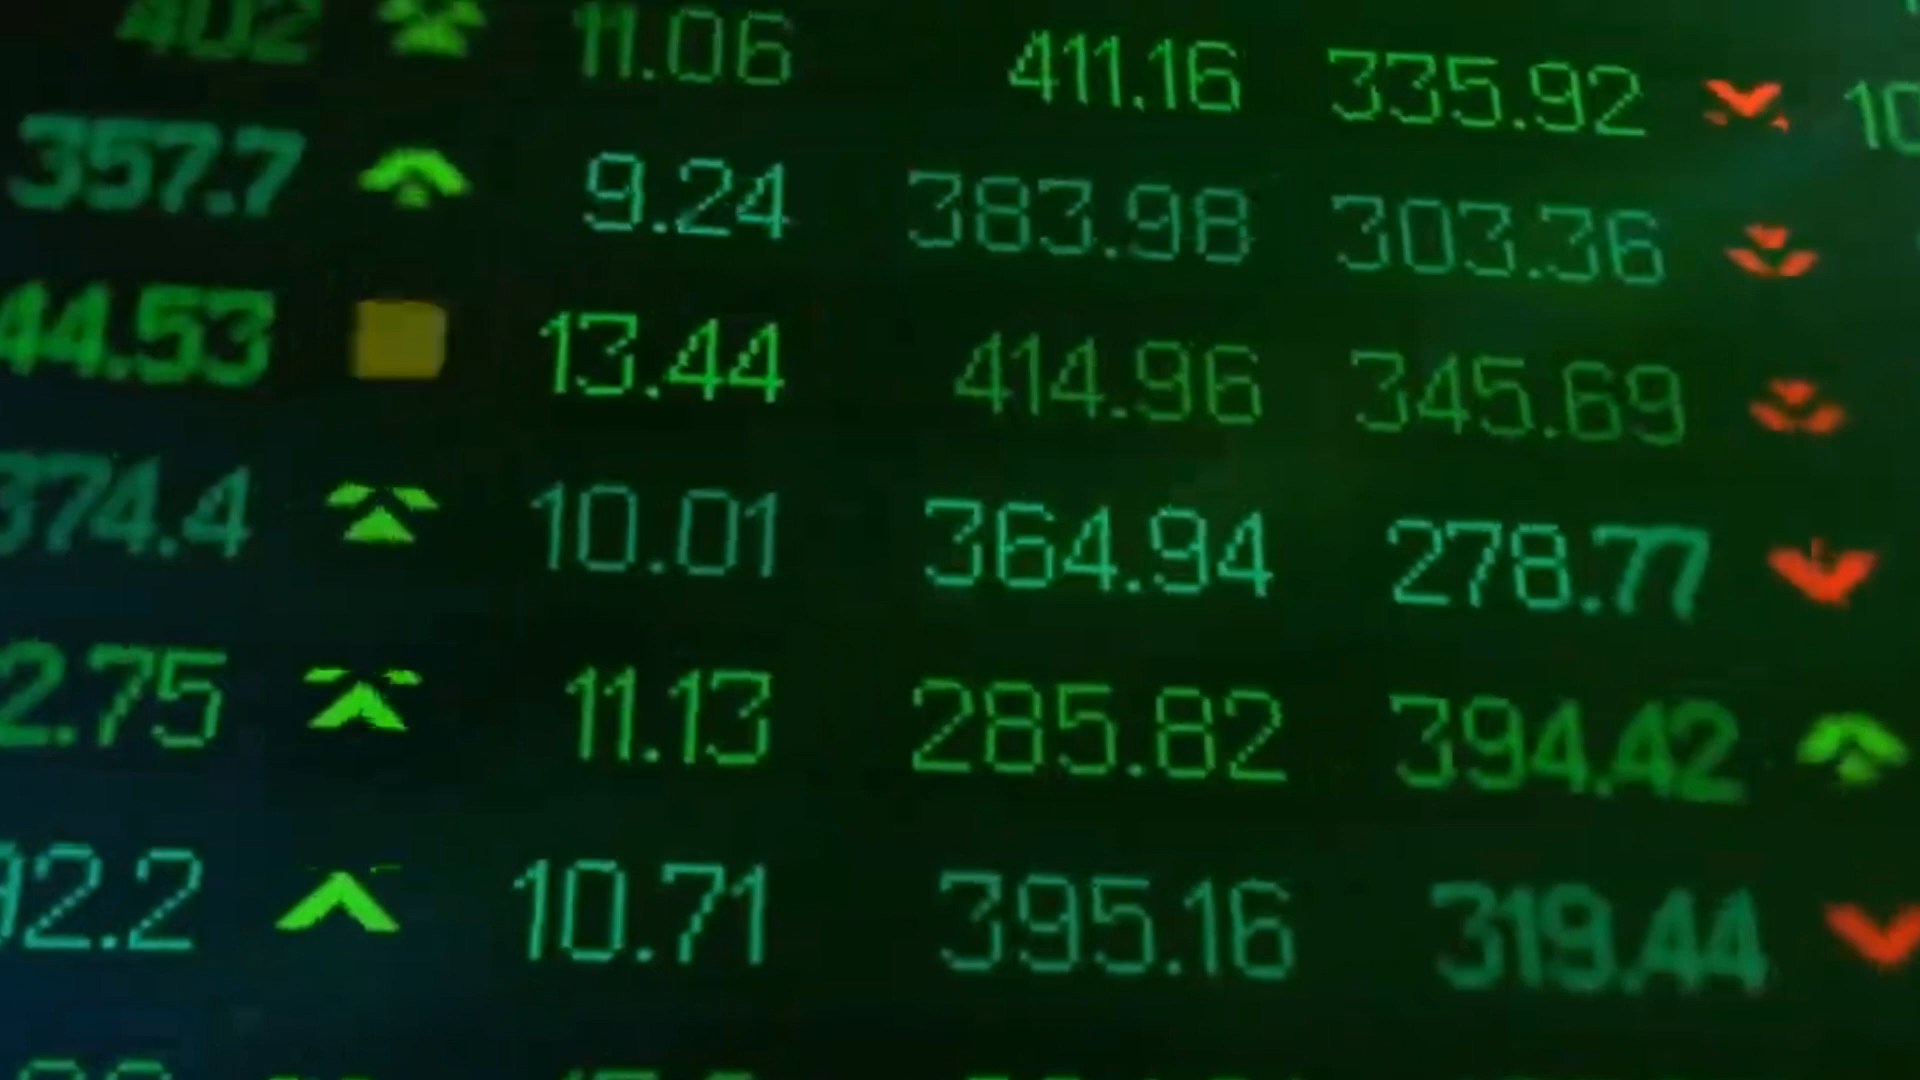 402 11.06 411.16 335.92 10
357.7 9.24 383.98 303.36
44.53 13.44 414.96 345.69
374.4 10.01 364.94 278.77
2.75 11.13 285.82 394.42
92.2 10.71 395.16 319.44